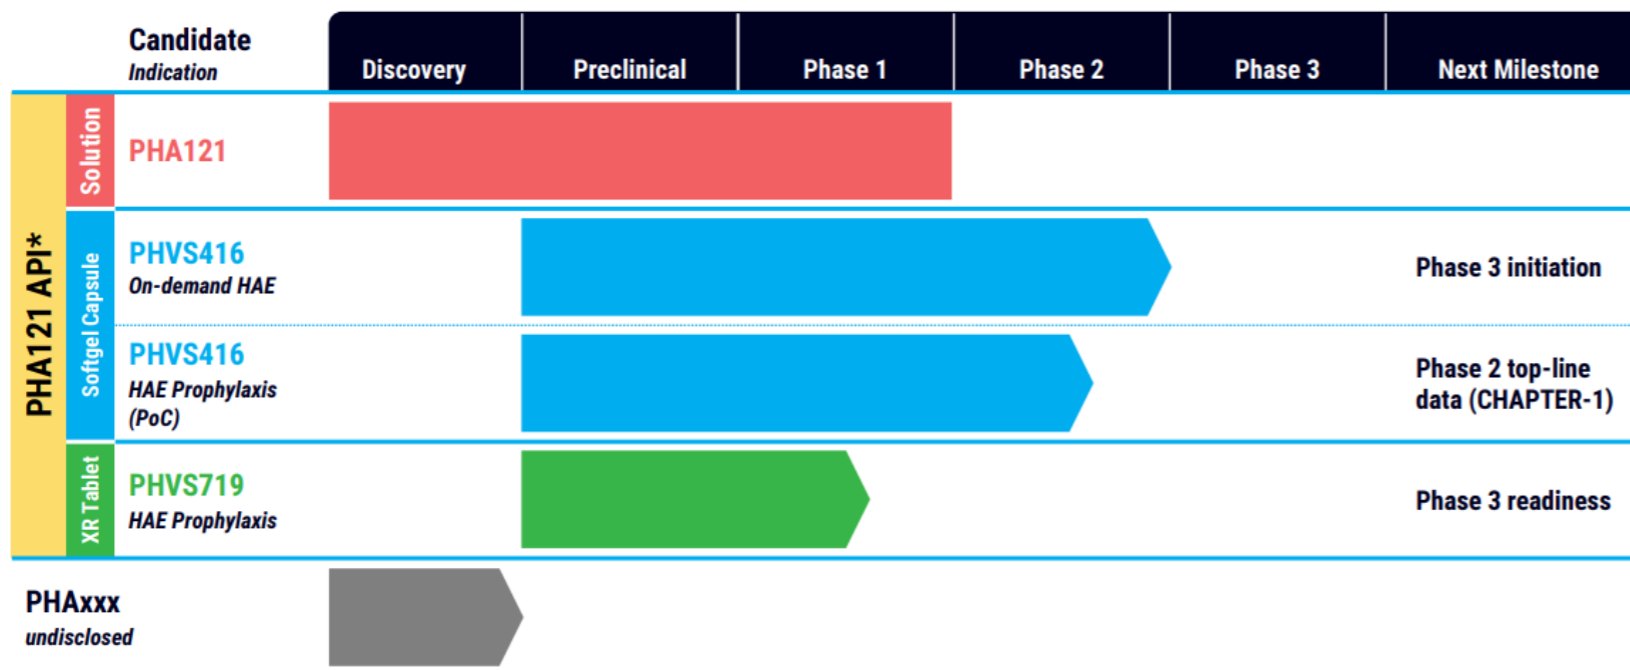 Candidate
Indication
Discovery
Preclinical
Phase 1
Phase 2
Phase 3
Next Milestone
PHA121 API*
Solution
PHA121
Softgel Capsule
PHVS416
On-demand HAE
Phase 3 initiation
PHVS416
HAE Prophylaxis
(PoC)
Phase 2 top-line
data (CHAPTER-1)
XR Tablet
PHVS719
HAE Prophylaxis
Phase 3 readiness
PHAxxx
undisclosed